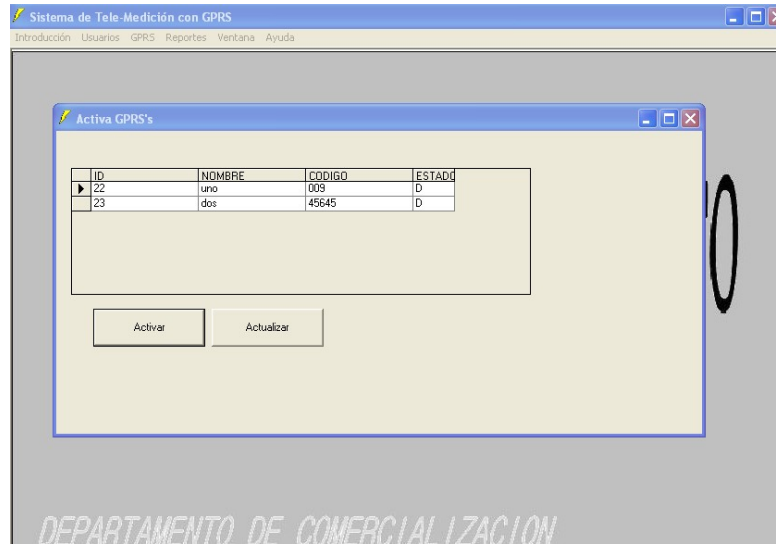 Sistema de Tele-Medición con GPRS
Introducción Usuarios GPRS Reportes Ventana Ayuda
Activa GPRS's
ID NOMBRE CODIGO ESTADO
22 uno 009 D
23 dos 45645 D
Activar Actualizar
DEPARTAMENTO DE COMERCIALIZACION